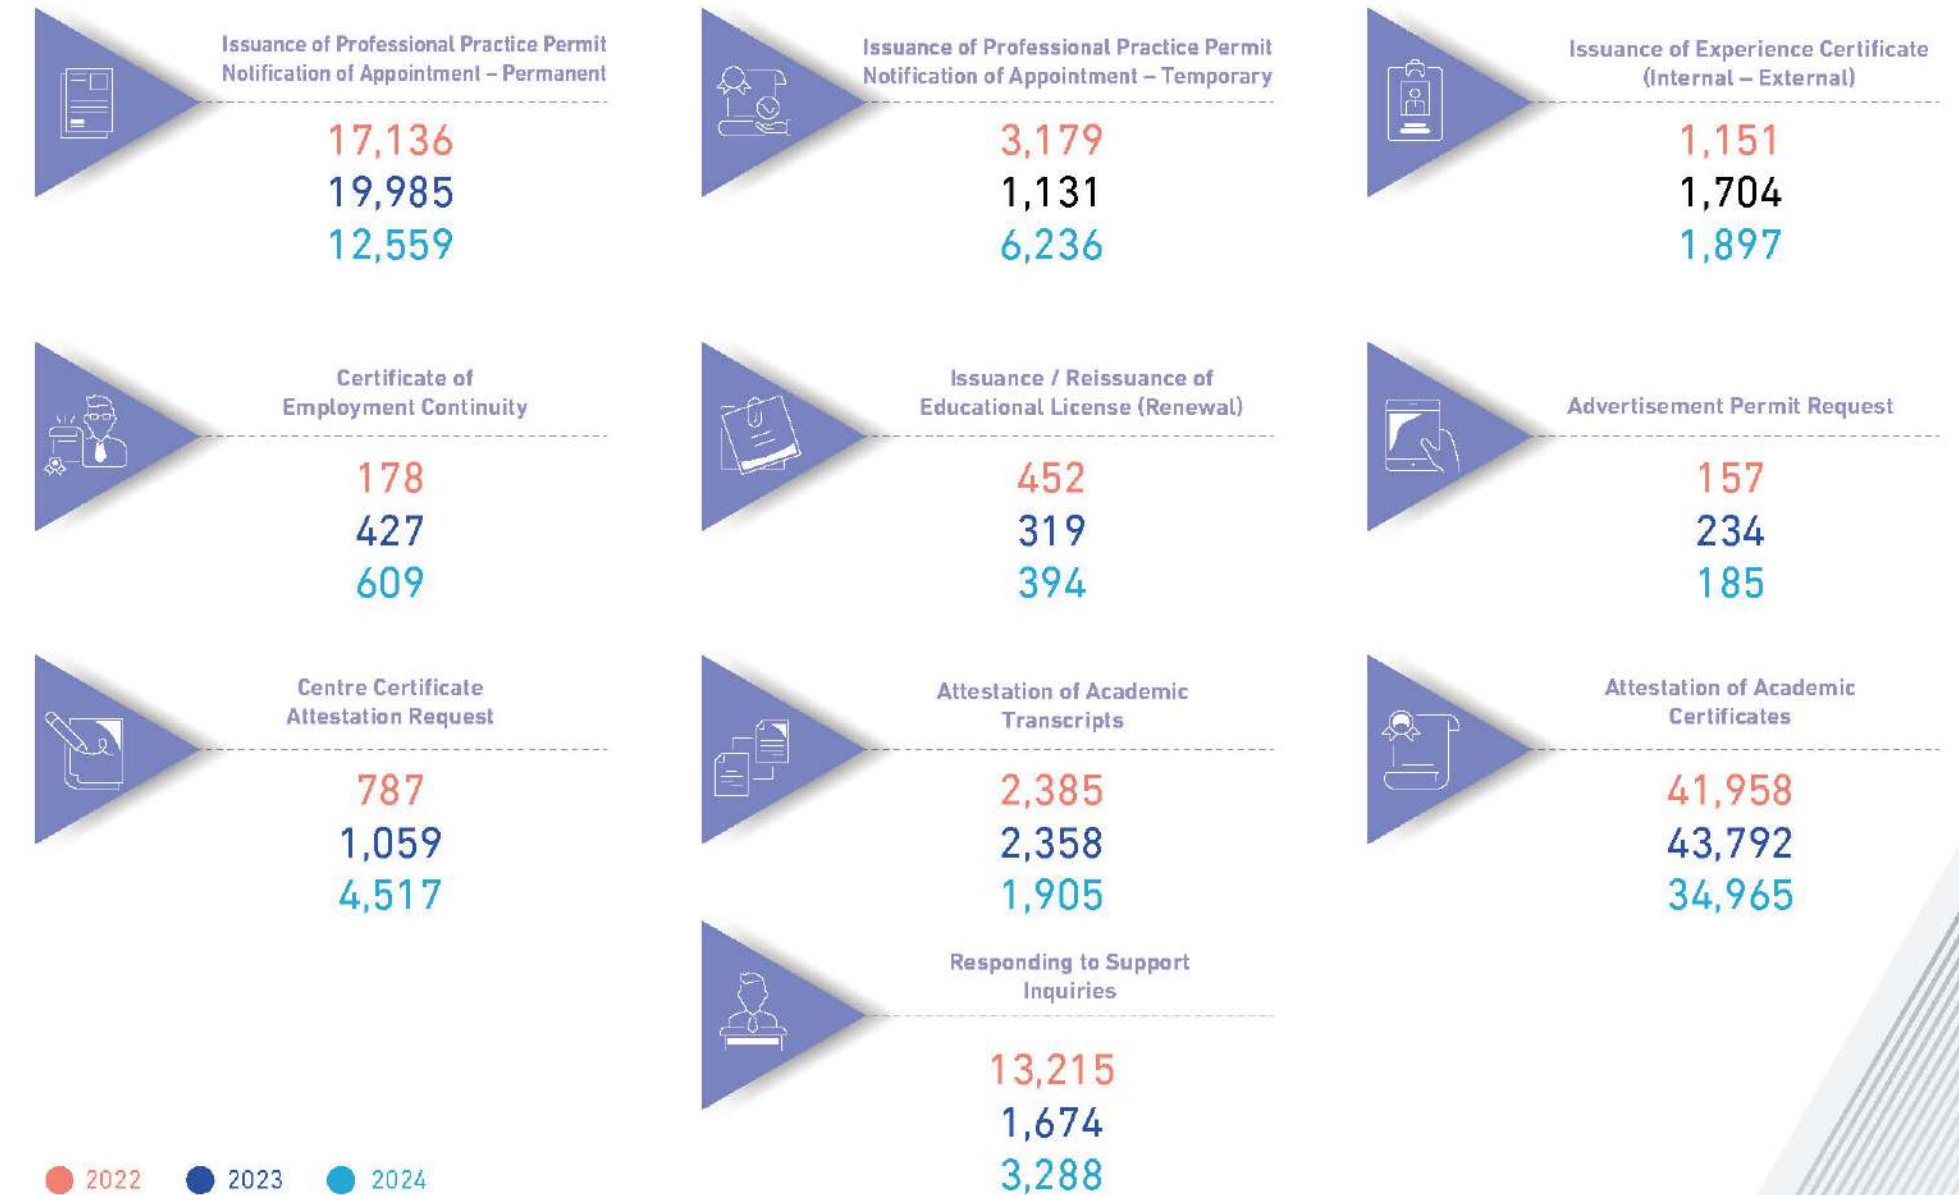 Issuance of Professional Practice Permit
Notification of Appointment – Permanent
17,136
19,985
12,559
Issuance of Professional Practice Permit
Notification of Appointment – Temporary
3,179
1,131
6,236
Issuance of Experience Certificate
(Internal – External)
1,151
1,704
1,897
Certificate of
Employment Continuity
178
427
609
Issuance / Reissuance of
Educational License (Renewal)
452
319
394
Advertisement Permit Request
157
234
185
Centre Certificate
Attestation Request
787
1,059
4,517
Attestation of Academic
Transcripts
2,385
2,358
1,905
Attestation of Academic
Certificates
41,958
43,792
34,965
Responding to Support
Inquiries
13,215
1,674
3,288
2022 2023 2024